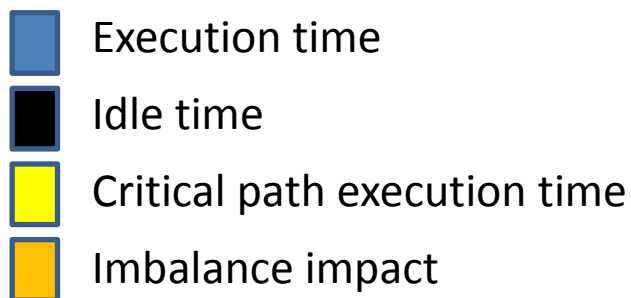 Execution time
Idle time
Critical path execution time
Imbalance impact